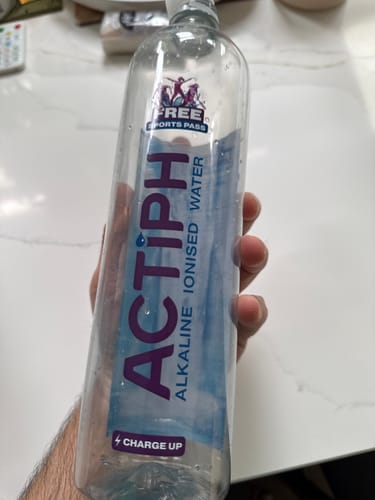 FREE
SPORTS PASS
ACTIPH
ALKALINE IONISED WATER
CHARGE UP